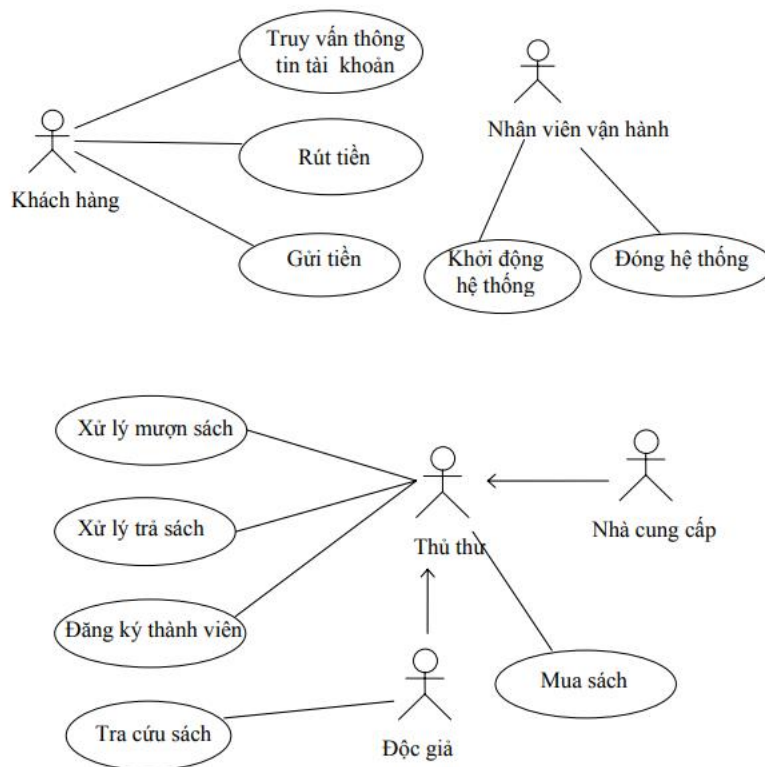 Truy vấn thông
tin tài khoản
Nhân viên vận hành
Rút tiền
Khách hàng
Gửi tiền
Khởi động
hệ thống
Đóng hệ thống
Xử lý mượn sách
Xử lý trả sách
Thủ thư
Nhà cung cấp
Đăng ký thành viên
Mua sách
Tra cứu sách
Độc giả